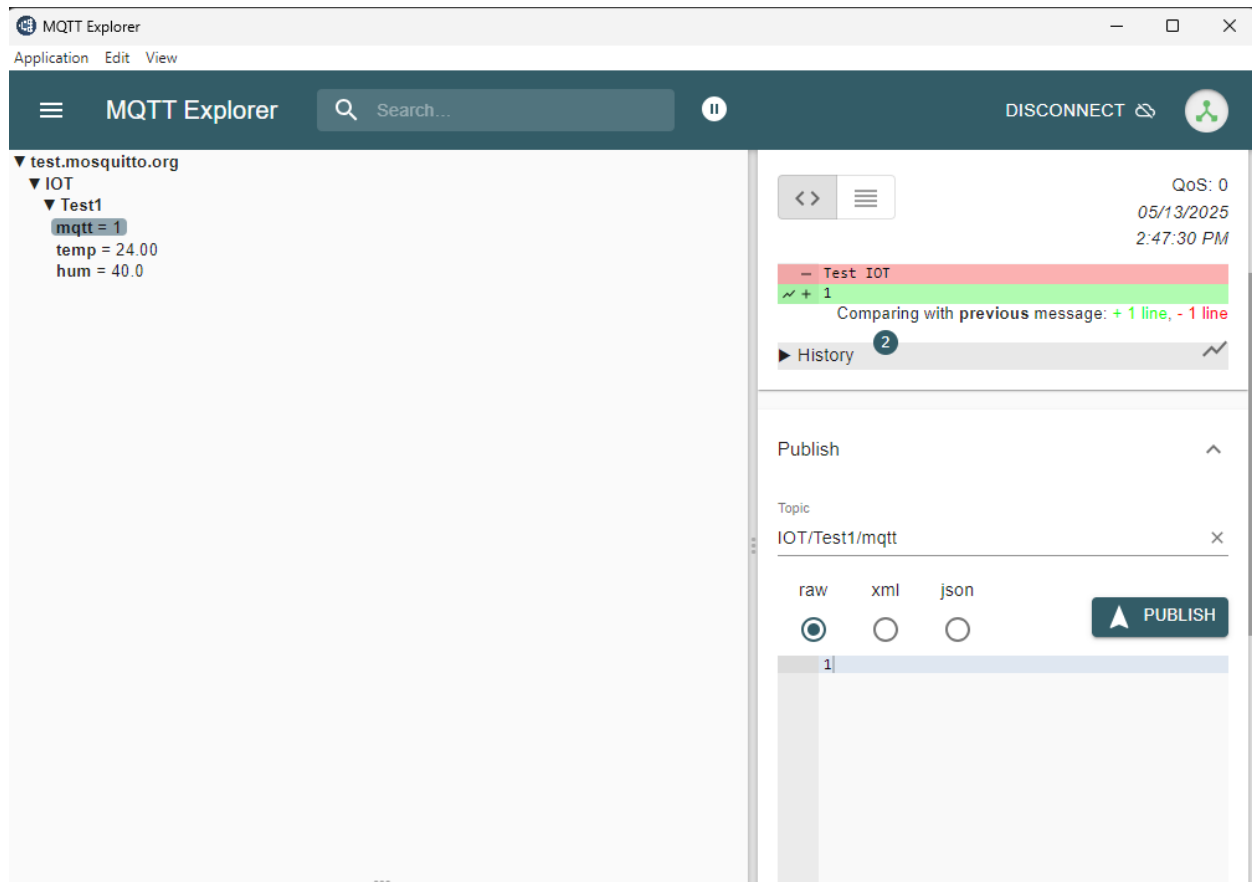 MQTT Explorer
Application Edit View
MQTT Explorer
Search...
DISCONNECT
▼ test.mosquitto.org
▼ IOT
▼ Test1
mqtt = 1
temp = 24.00
hum = 40.0
QoS: 0
05/13/2025
2:47:30 PM
- Test IOT
+ 1
Comparing with previous message: + 1 line, - 1 line
▶ History 2
Publish
Topic
IOT/Test1/mqtt
raw xml json
PUBLISH
1